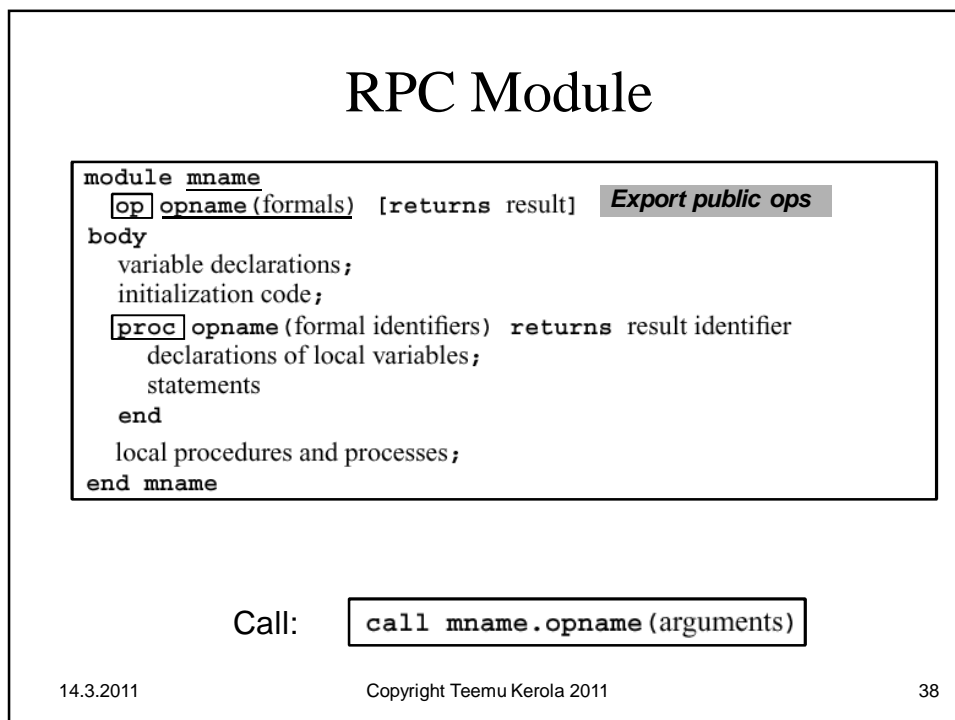 RPC Module
module mname
op opname(formals) [returns result] Export public ops
body
variable declarations;
initialization code;
proc opname(formal identifiers) returns result identifier
declarations of local variables;
statements
end
local procedures and processes;
end mname
Call: call mname.opname(arguments)
14.3.2011 Copyright Teemu Kerola 2011 38